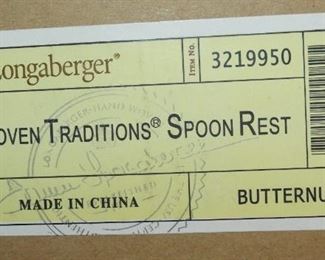 Longaberger®
ITEM NO. 3219950
OVEN TRADITIONS® SPOON REST
MADE IN CHINA
BUTTERNU